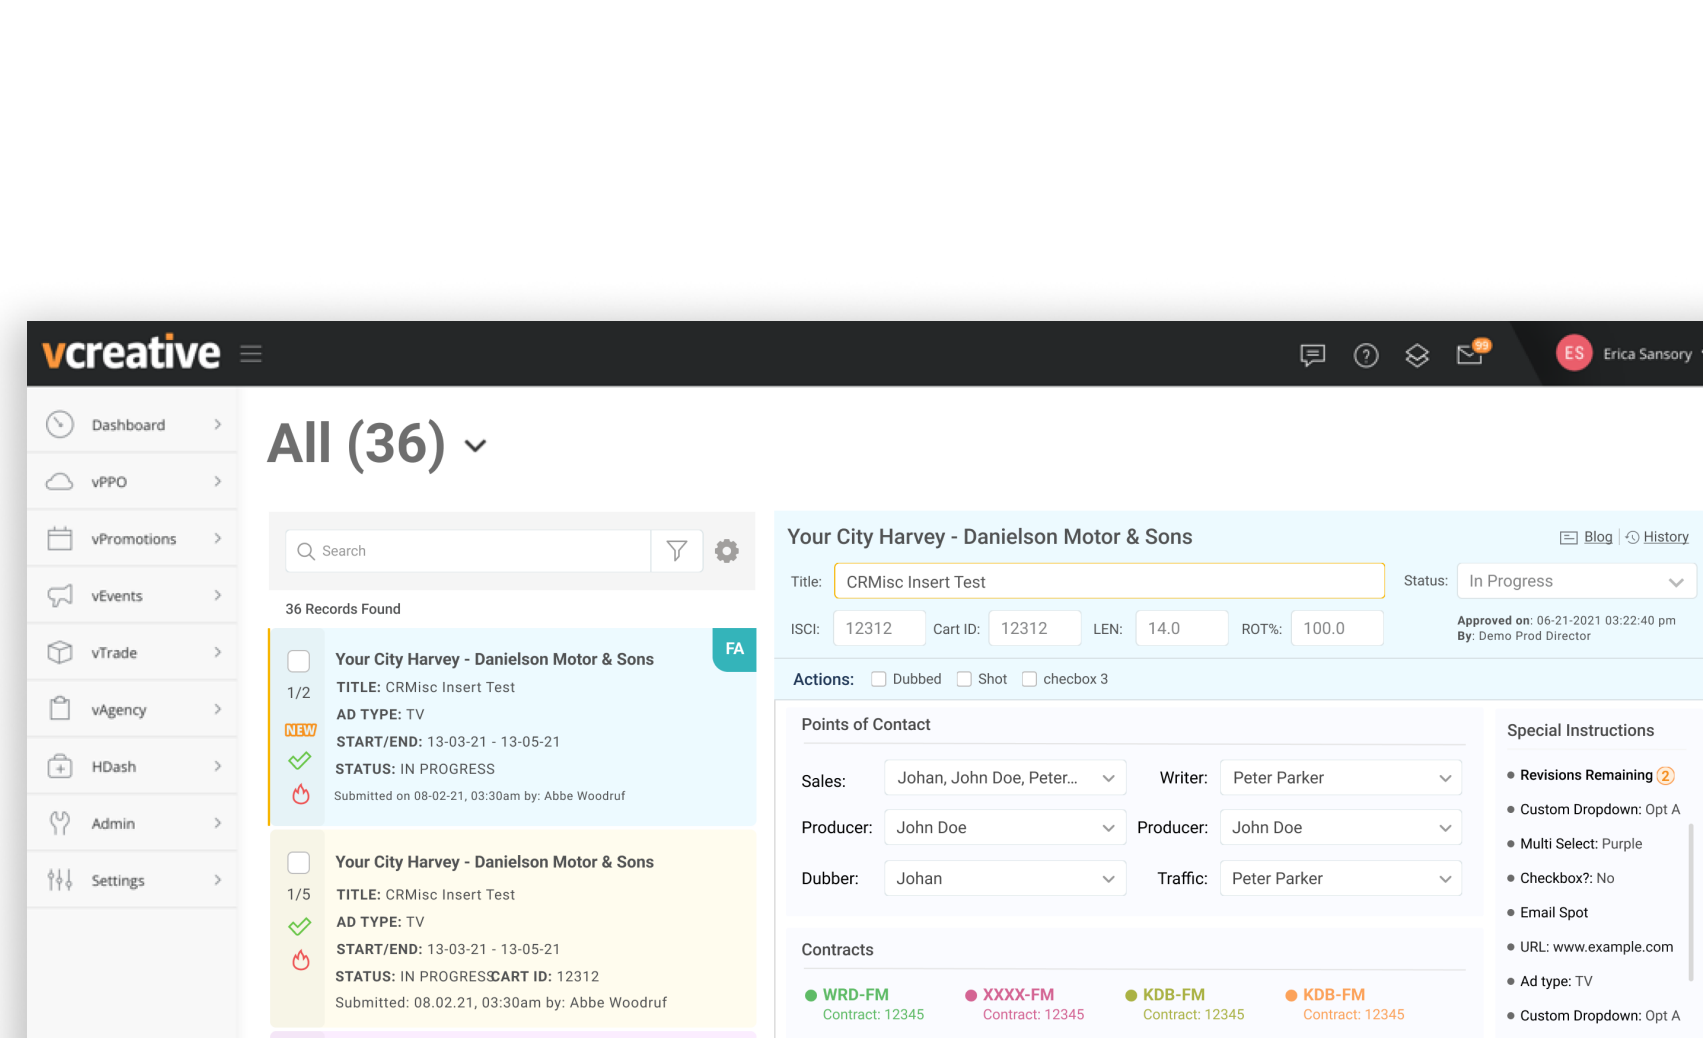 vcreative
99
ES Erica Sansory
Dashboard
vPPO
vPromotions
vEvents
vTrade
vAgency
HDash
Admin
Settings
All (36)
Search
36 Records Found
FA
Your City Harvey - Danielson Motor & Sons
1/2
TITLE: CRMisc Insert Test
AD TYPE: TV
NEW
START/END: 13-03-21 - 13-05-21
STATUS: IN PROGRESS
Submitted on 08-02-21, 03:30am by: Abbe Woodruf
Your City Harvey - Danielson Motor & Sons
1/5
TITLE: CRMisc Insert Test
AD TYPE: TV
START/END: 13-03-21 - 13-05-21
STATUS: IN PROGRESS CART ID: 12312
Submitted: 08.02.21, 03:30am by: Abbe Woodruf
Your City Harvey - Danielson Motor & Sons
Blog
History
Title: CRMisc Insert Test
Status: In Progress
ISCI: 12312 Cart ID: 12312 LEN: 14.0 ROT%: 100.0
Approved on: 06-21-2021 03:22:40 pm
By: Demo Prod Director
Actions: Dubbed Shot checbox 3
Points of Contact
Sales: Johan, John Doe, Peter... Writer: Peter Parker
Producer: John Doe Producer: John Doe
Dubber: Johan Traffic: Peter Parker
Contracts
WRD-FM
Contract: 12345
XXXX-FM
Contract: 12345
KDB-FM
Contract: 12345
KDB-FM
Contract: 12345
Special Instructions
Revisions Remaining 2
Custom Dropdown: Opt A
Multi Select: Purple
Checkbox?: No
Email Spot
URL: www.example.com
Ad type: TV
Custom Dropdown: Opt A